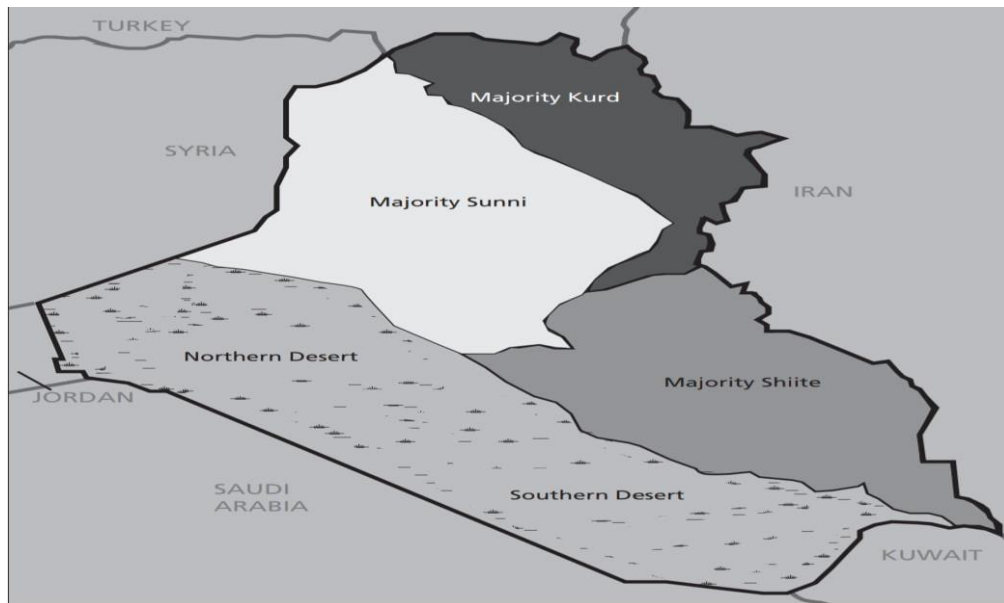 TURKEY
Majority Kurd
SYRIA
IRAN
Majority Sunni
Northern Desert
Majority Shiite
JORDAN
SAUDI
ARABIA
Southern Desert
KUWAIT